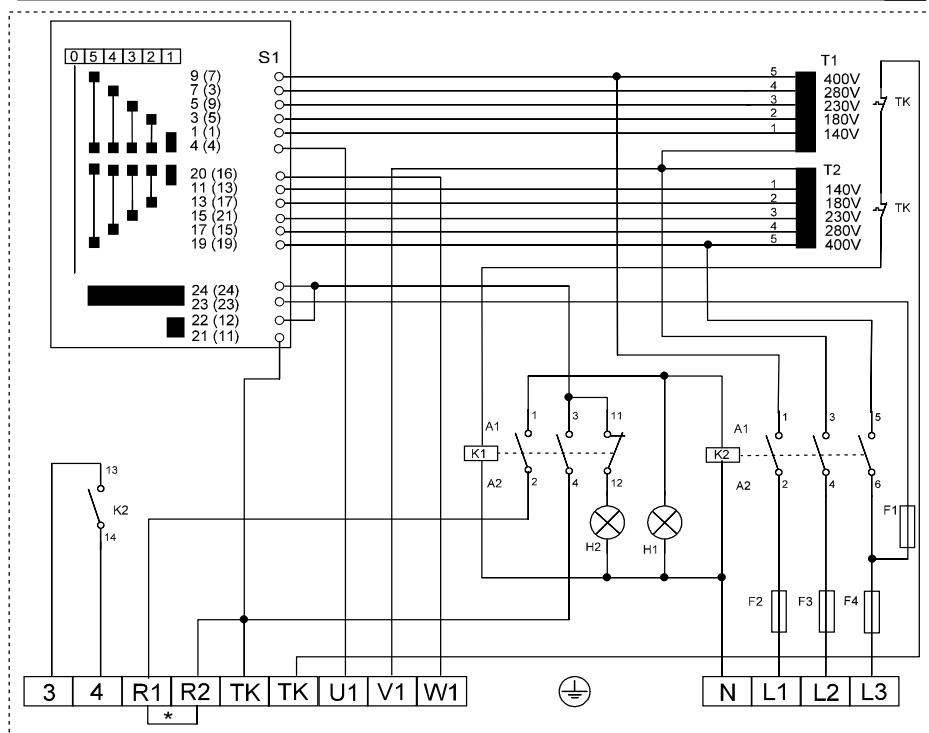 0 5 4 3 2 1
S1
9 (7)
7 (3)
5 (9)
3 (5)
1 (1)
4 (4)
20 (16)
11 (13)
13 (17)
15 (21)
17 (15)
19 (19)
24 (24)
23 (23)
22 (12)
21 (11)
T1
5 400V
4 280V
3 230V
2 180V
1 140V
TK
T2
1 140V
2 180V
3 230V
4 280V
5 400V
TK
A1 1 3 11
K1
A2 2 4 12
H2 H1
A1 1 3 5
K2
A2 2 4 6
F1
F2 F3 F4
13
K2
14
3 4 R1 R2 TK TK U1 V1 W1
N L1 L2 L3
*